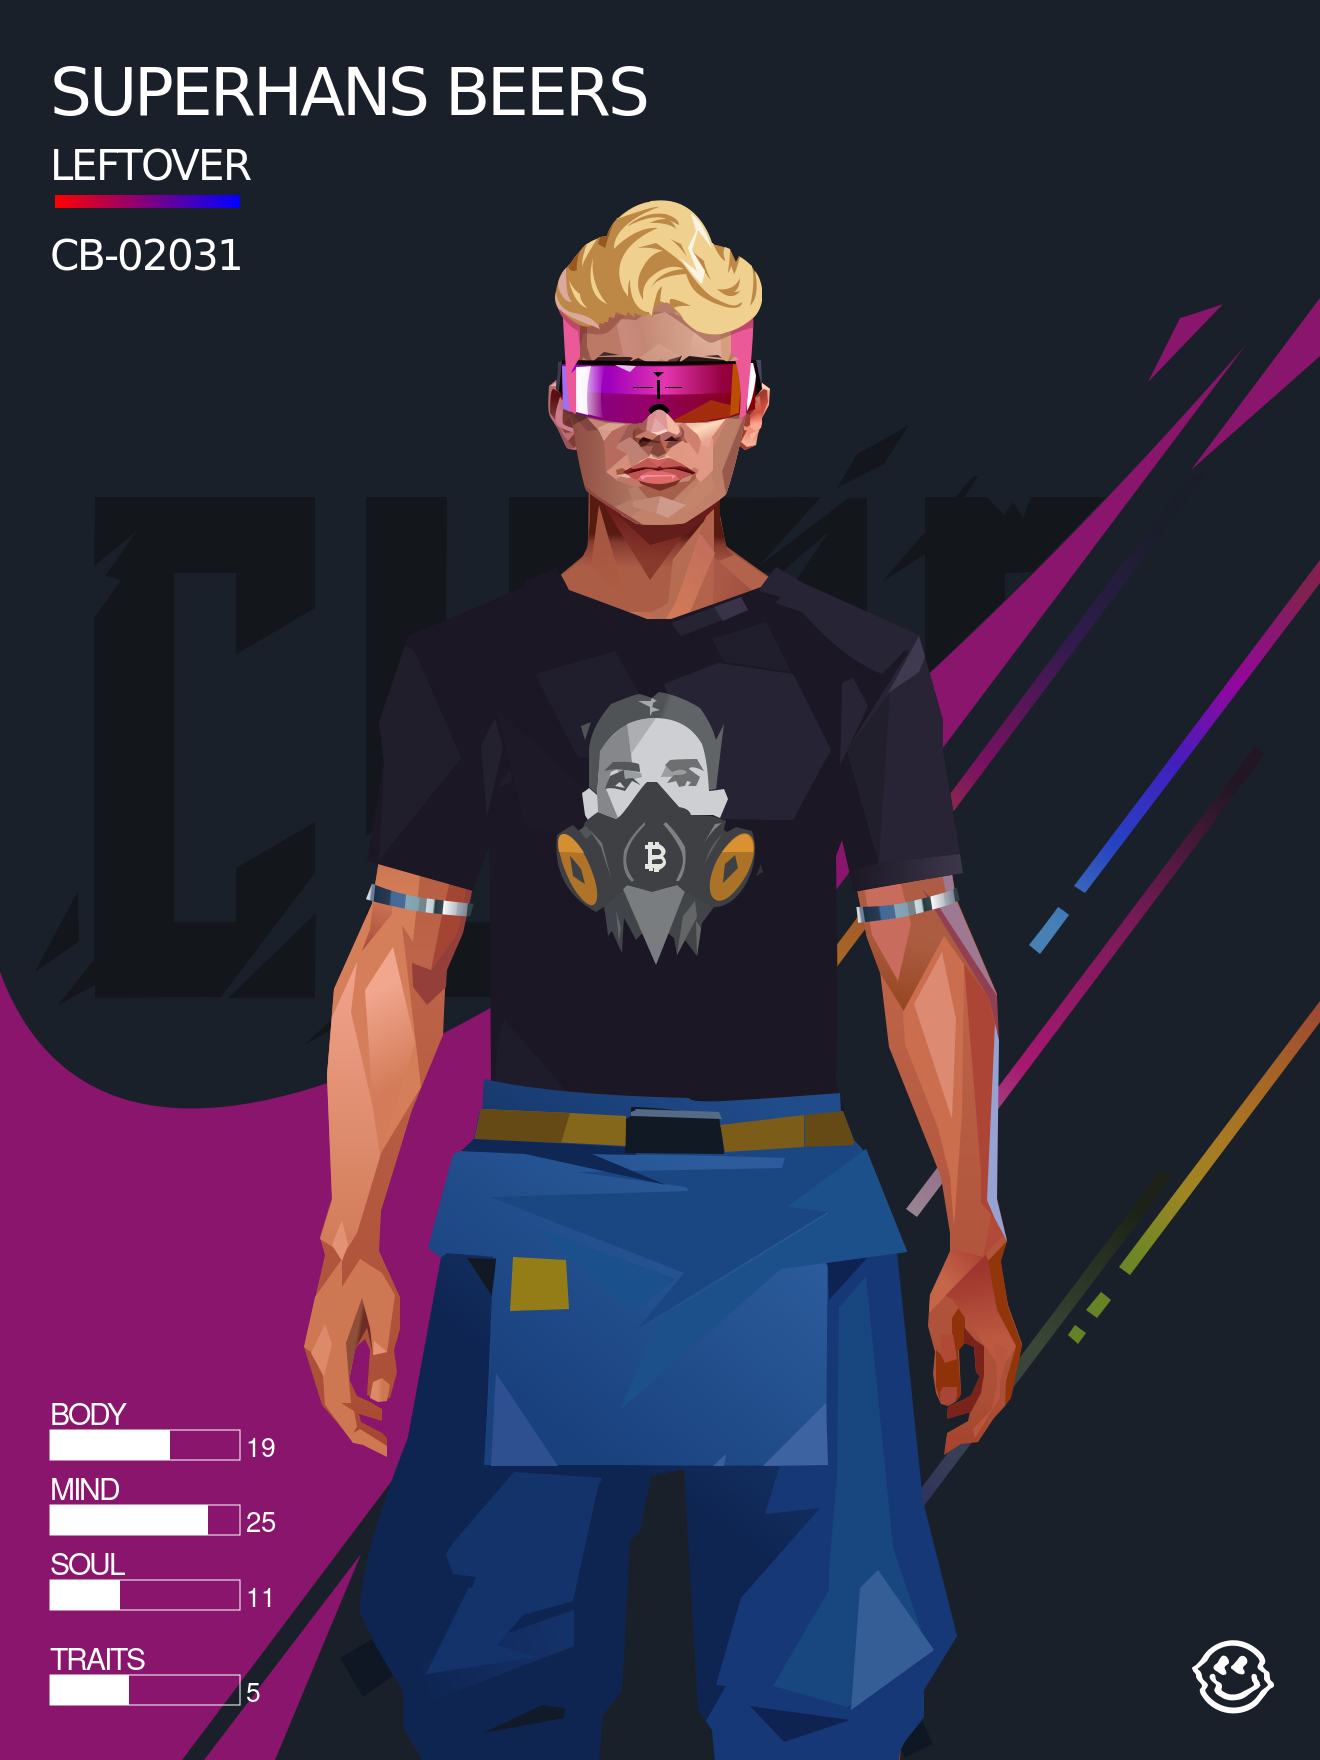 SUPERHANS BEERS
LEFTOVER
CB-02031
₿
BODY
19
MIND
25
SOUL
11
TRAITS
5